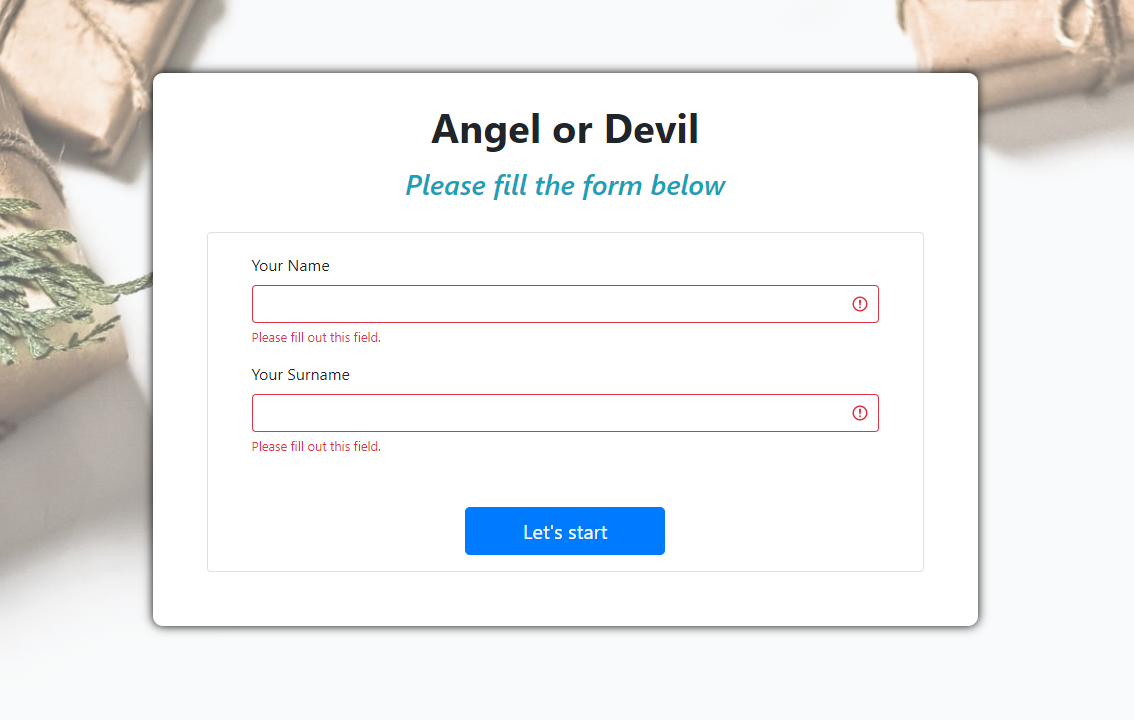 Angel or Devil
Please fill the form below
Your Name
Please fill out this field.
Your Surname
Please fill out this field.
Let's start